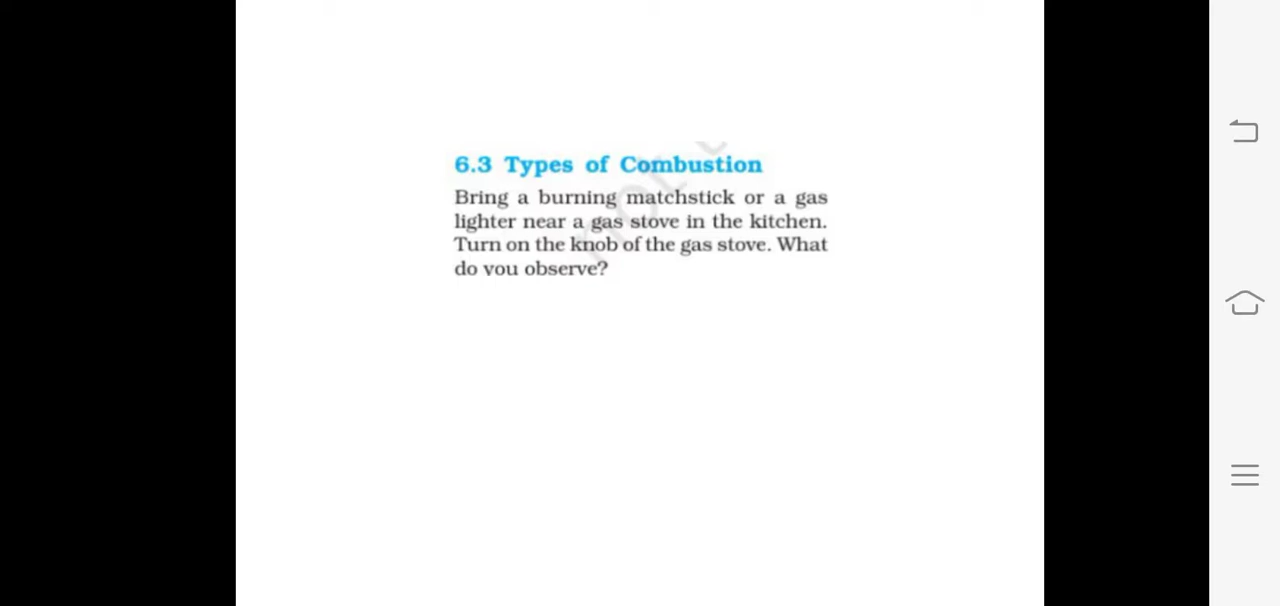 6.3 Types of Combustion
Bring a burning matchstick or a gas
lighter near a gas stove in the kitchen.
Turn on the knob of the gas stove. What
do you observe?